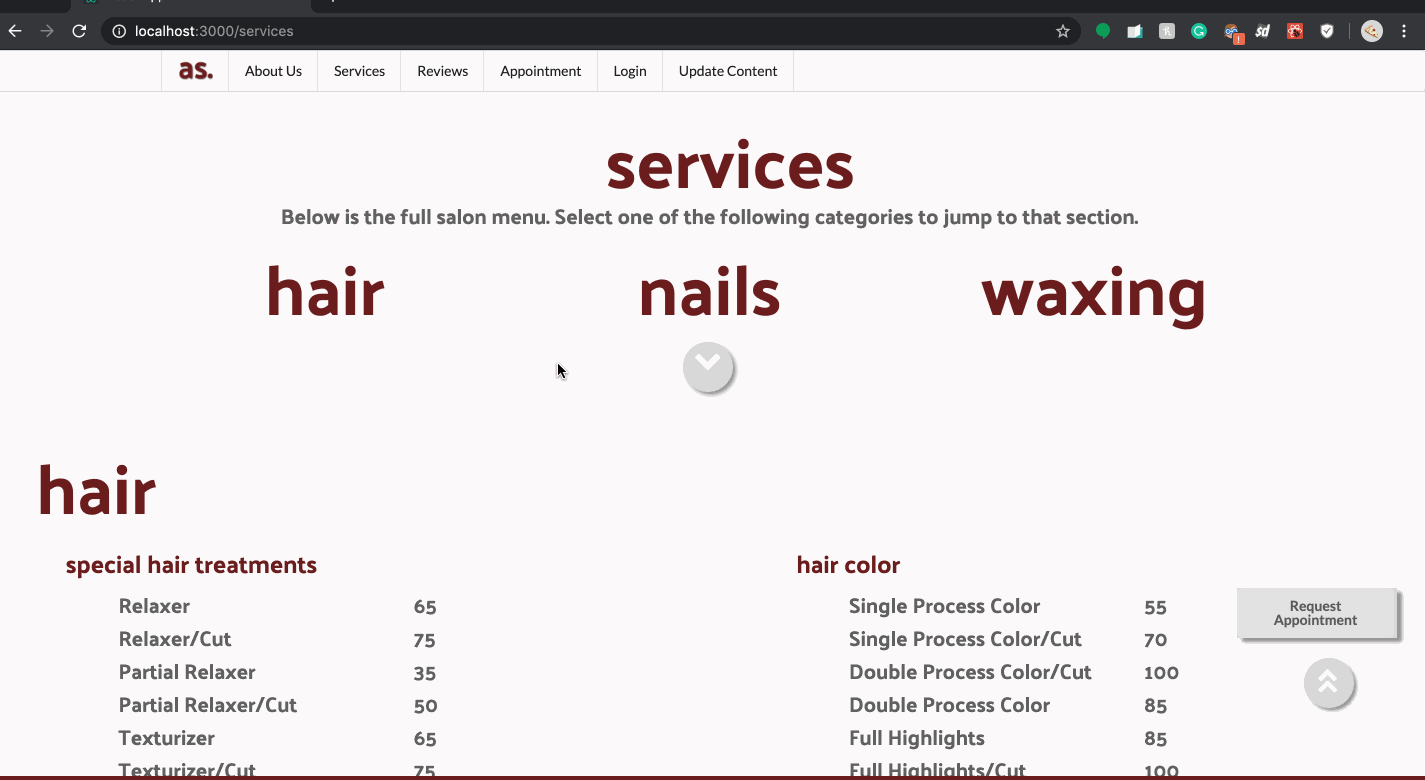 localhost:3000/services
as. About Us Services Reviews Appointment Login Update Content
services
Below is the full salon menu. Select one of the following categories to jump to that section.
hair nails waxing
hair
special hair treatments hair color
Relaxer 65 Single Process Color 55
Request
Appointment
Relaxer/Cut 75 Single Process Color/Cut 70
Partial Relaxer 35 Double Process Color/Cut 100
Partial Relaxer/Cut 50 Double Process Color 85
Texturizer 65 Full Highlights 85
Texturizer/Cut 75 Full Highlights/Cut 100